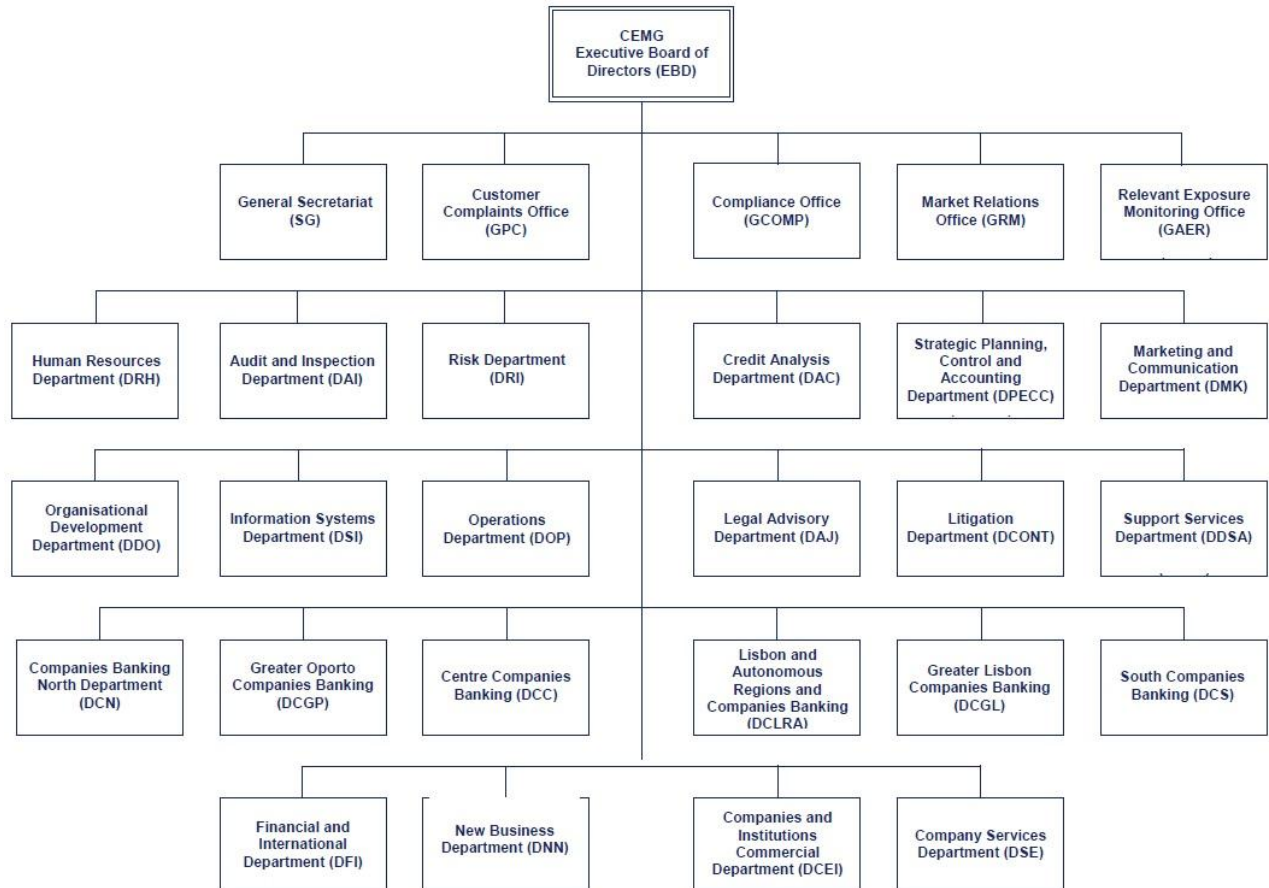 CEMG
Executive Board of
Directors (EBD)
General Secretariat
(SG)
Customer
Complaints Office
(GPC)
Compliance Office
(GCOMP)
Market Relations
Office (GRM)
Relevant Exposure
Monitoring Office
(GAER)
Human Resources
Department (DRH)
Audit and Inspection
Department (DAI)
Risk Department
(DRI)
Credit Analysis
Department (DAC)
Strategic Planning,
Control and
Accounting
Department (DPECC)
Marketing and
Communication
Department (DMK)
Organisational
Development
Department (DDO)
Information Systems
Department (DSI)
Operations
Department (DOP)
Legal Advisory
Department (DAJ)
Litigation
Department (DCONT)
Support Services
Department (DDSA)
Companies Banking
North Department
(DCN)
Greater Oporto
Companies Banking
(DCGP)
Centre Companies
Banking (DCC)
Lisbon and
Autonomous
Regions and
Companies Banking
(DCLRA)
Greater Lisbon
Companies Banking
(DCGL)
South Companies
Banking (DCS)
Financial and
International
Department (DFI)
New Business
Department (DNN)
Companies and
Institutions
Commercial
Department (DCEI)
Company Services
Department (DSE)